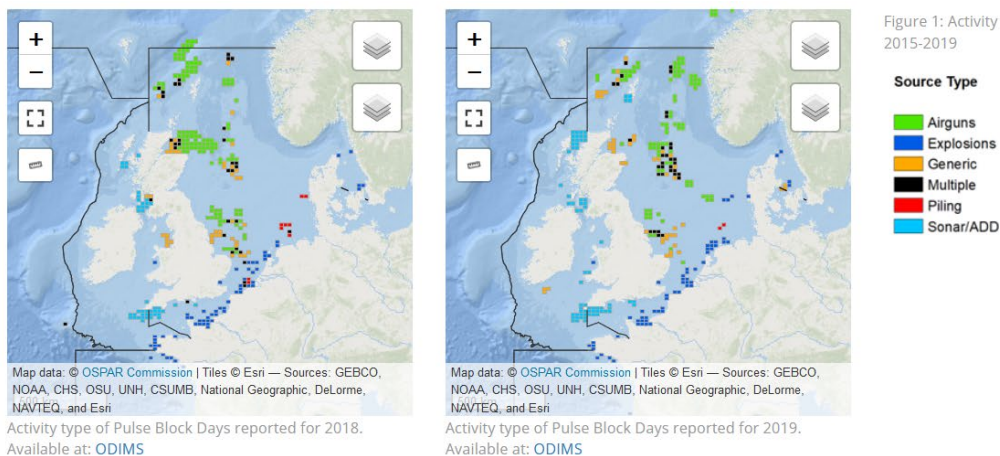 +
−
Map data: © OSPAR Commission | Tiles © Esri — Sources: GEBCO,
NOAA, CHS, OSU, UNH, CSUMB, National Geographic, DeLorme,
NAVTEQ, and Esri
Activity type of Pulse Block Days reported for 2018.
Available at: ODIMS
+
−
Map data: © OSPAR Commission | Tiles © Esri — Sources: GEBCO,
NOAA, CHS, OSU, UNH, CSUMB, National Geographic, DeLorme,
NAVTEQ, and Esri
Activity type of Pulse Block Days reported for 2019.
Available at: ODIMS
Figure 1: Activity
2015-2019
Source Type
Airguns
Explosions
Generic
Multiple
Piling
Sonar/ADD